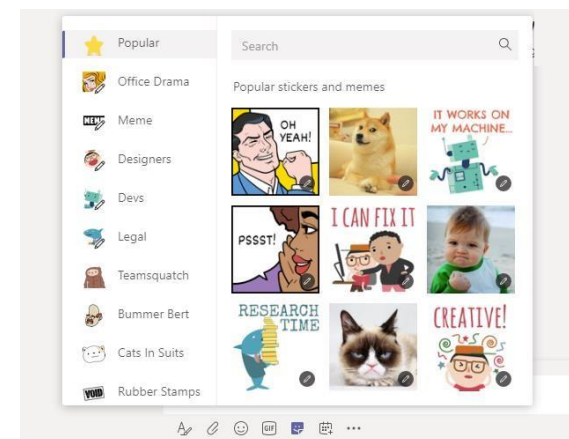 Popular
Office Drama
MEME
Meme
Designers
Devs
Legal
Teamsquatch
Bummer Bert
Cats In Suits
VOID
Rubber Stamps
Search
Popular stickers and memes
OH
YEAH!
IT WORKS ON
MY MACHINE...
PSSST!
I CAN FIX IT
RESEARCH
TIME
CREATIVE!
GIF